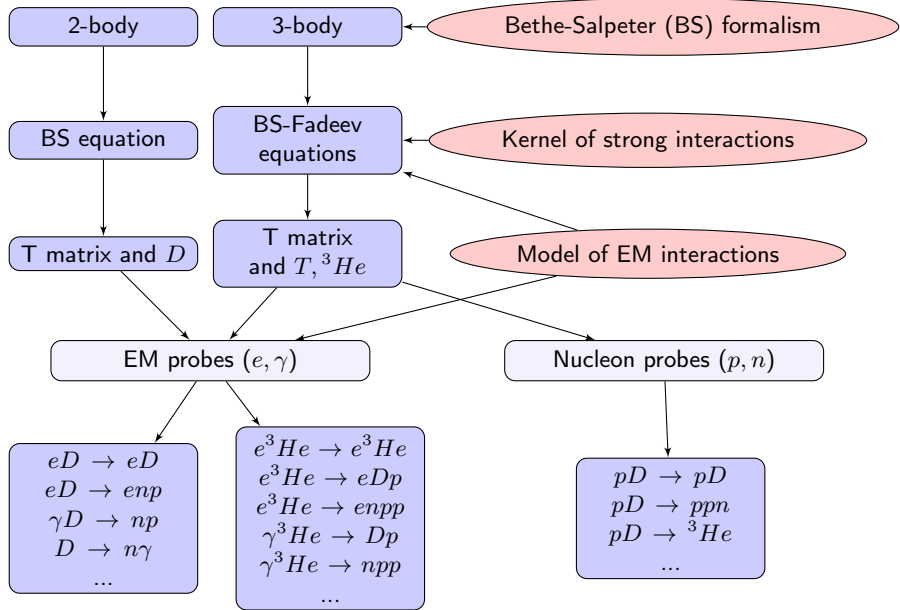 2-body
3-body
Bethe-Salpeter (BS) formalism
BS equation
BS-Fadeev
equations
Kernel of strong interactions
T matrix and D
T matrix
and T, ³He
Model of EM interactions
EM probes (e, γ)
Nucleon probes (p, n)
eD → eD
eD → enp
γD → np
D → nγ
...
e³He → e³He
e³He → eDp
e³He → enpp
γ³He → Dp
γ³He → npp
...
pD → pD
pD → ppn
pD → ³He
...